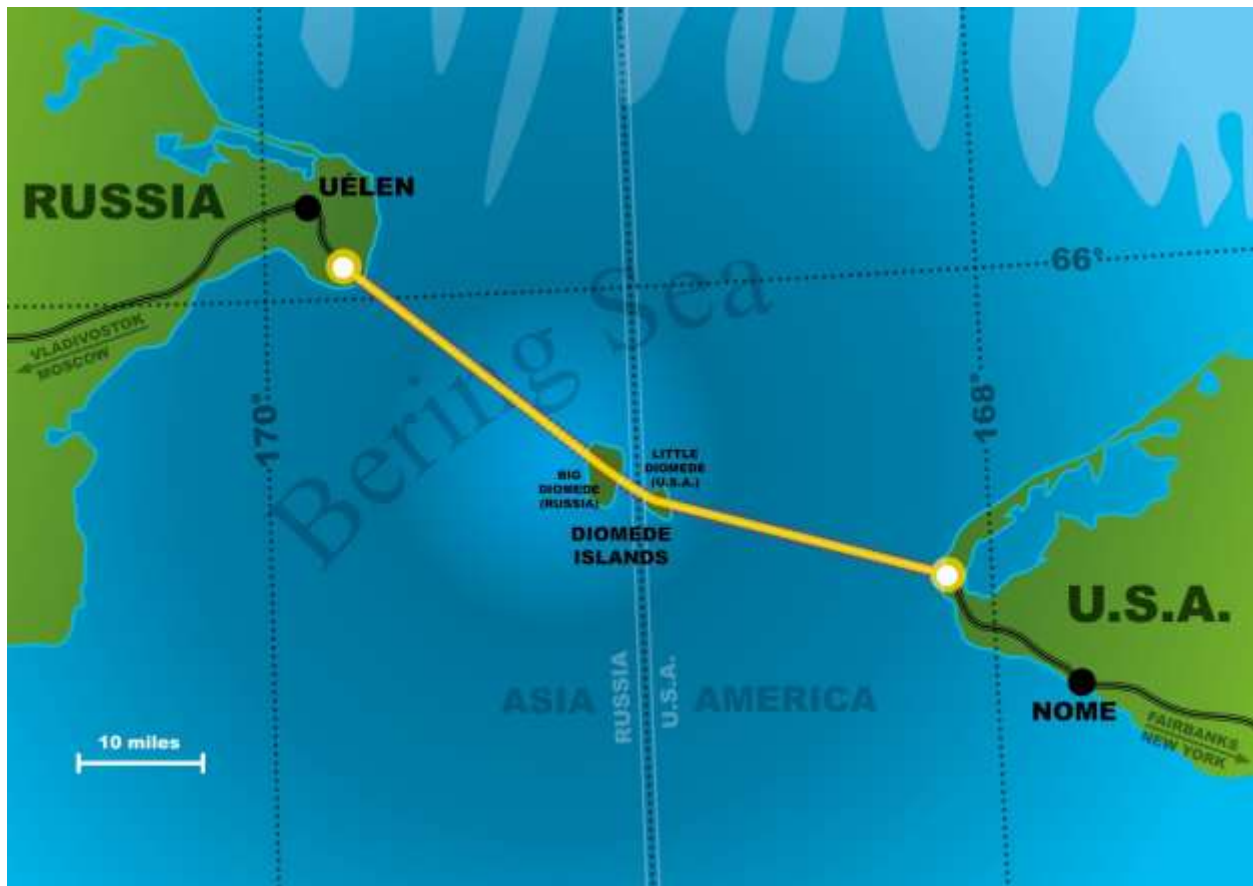 UÉLEN
RUSSIA
66°
Bering Sea
VLADIVOSTOK
MOSCOW
170°
168°
LITTLE
DIOMEDE
(U.S.A.)
BIG
DIOMEDE
(RUSSIA)
DIOMEDE
ISLANDS
U.S.A.
ASIA
RUSSIA
U.S.A.
AMERICA
NOME
10 miles
FAIRBANKS
NEW YORK